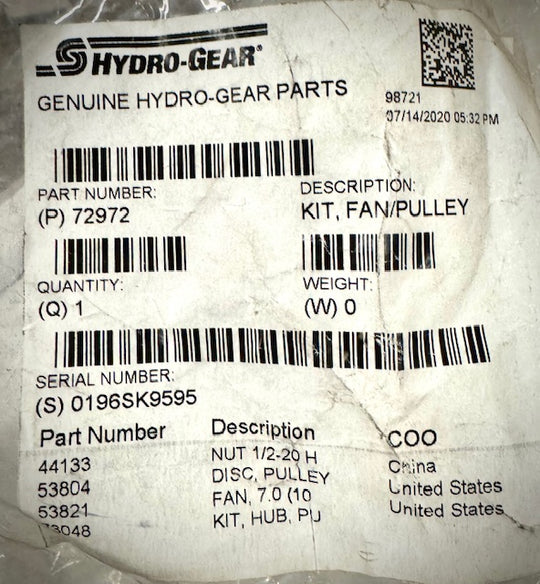 HYDRO-GEAR®
GENUINE HYDRO-GEAR PARTS
98721
07/14/2020 05:32 PM
PART NUMBER:
(P) 72972
DESCRIPTION:
KIT, FAN/PULLEY
QUANTITY:
(Q) 1
WEIGHT:
(W) 0
SERIAL NUMBER:
(S) 0196SK9595
Part Number Description COO
44133 NUT 1/2-20 H China
53804 DISC, PULLEY United States
53821 FAN, 7.0 (10 United States
KIT, HUB, PU